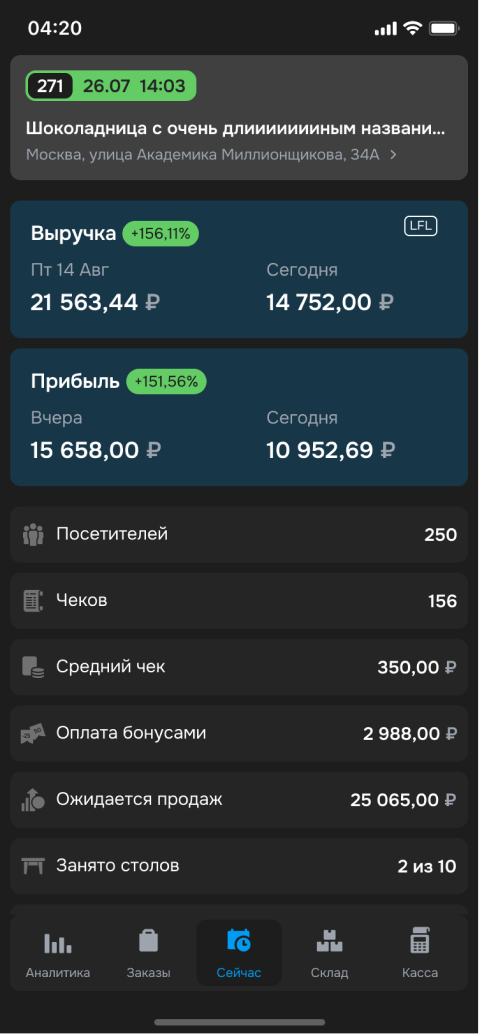 04:20
271 26.07 14:03
Шоколадница с очень длиииииииным названи...
Москва, улица Академика Миллионщикова, 34А >
Выручка +156,11% LFL
Пт 14 Авг Сегодня
21 563,44 ₽ 14 752,00 ₽
Прибыль +151,56%
Вчера Сегодня
15 658,00 ₽ 10 952,69 ₽
Посетителей 250
Чеков 156
Средний чек 350,00 ₽
Оплата бонусами 2 988,00 ₽
Ожидается продаж 25 065,00 ₽
Занято столов 2 из 10
Аналитика Заказы Сейчас Склад Касса